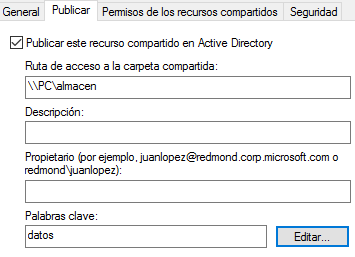 General Publicar Permisos de los recursos compartidos Seguridad
Publicar este recurso compartido en Active Directory
Ruta de acceso a la carpeta compartida:
\\PC\almacen
Descripción:
Propietario (por ejemplo, juanlopez@redmond.corp.microsoft.com o
redmond\juanlopez):
Palabras clave:
datos Editar...